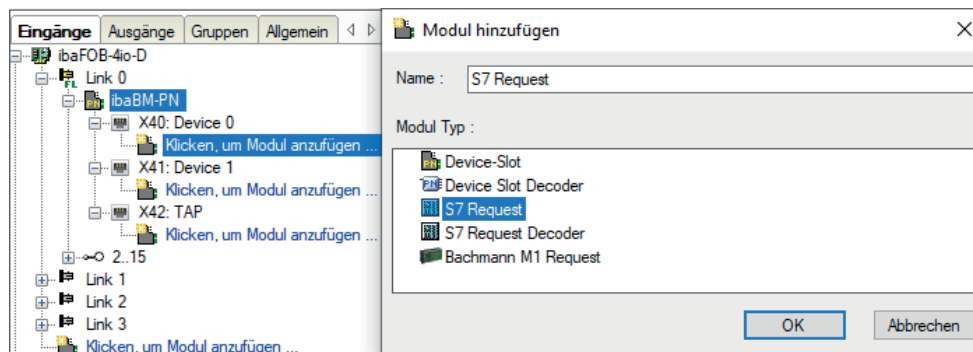 Eingänge Ausgänge Gruppen Allgemein
ibaFOB-4io-D
Link 0
FL
ibaBM-PN
X40: Device 0
Klicken, um Modul anzufügen ...
X41: Device 1
Klicken, um Modul anzufügen ...
X42: TAP
Klicken, um Modul anzufügen ...
2..15
Link 1
Link 2
Link 3
Klicken, um Modul anzufügen ...
Modul hinzufügen
Name : S7 Request
Modul Typ :
Device-Slot
Device Slot Decoder
S7 Request
S7 Request Decoder
Bachmann M1 Request
OK Abbrechen